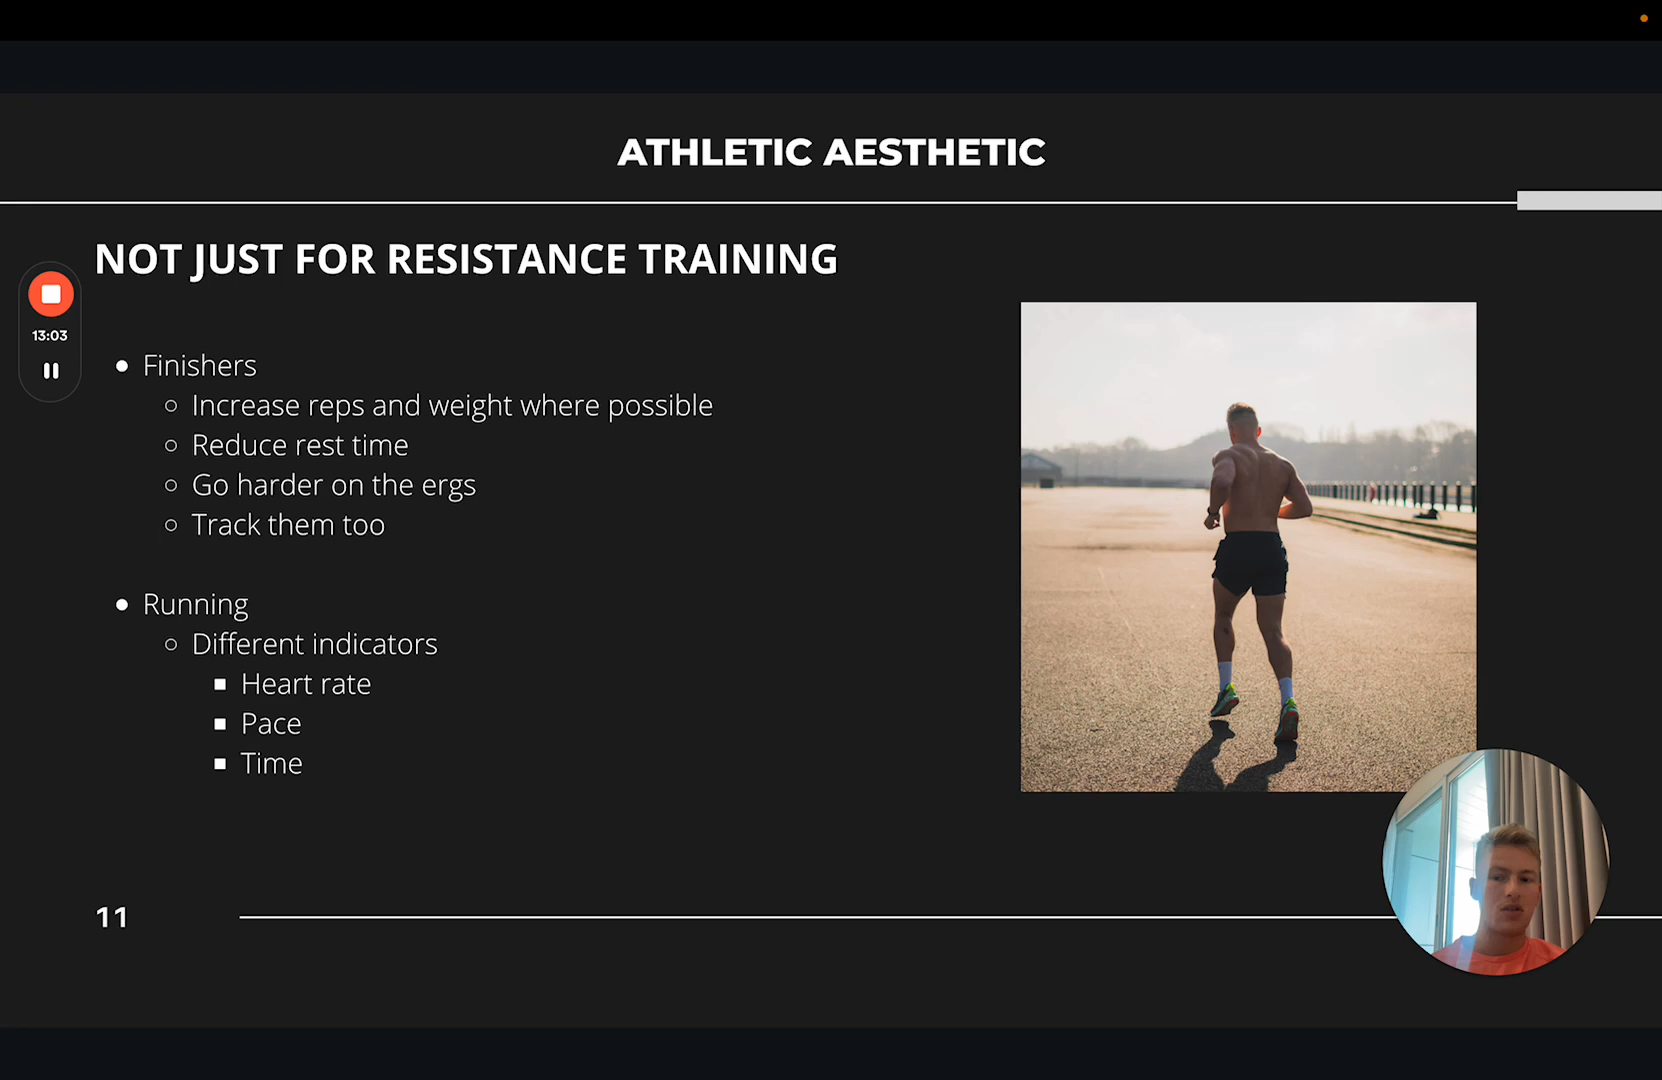 ATHLETIC AESTHETIC
NOT JUST FOR RESISTANCE TRAINING
13:03
Finishers
Increase reps and weight where possible
Reduce rest time
Go harder on the ergs
Track them too
Running
Different indicators
Heart rate
Pace
Time
11